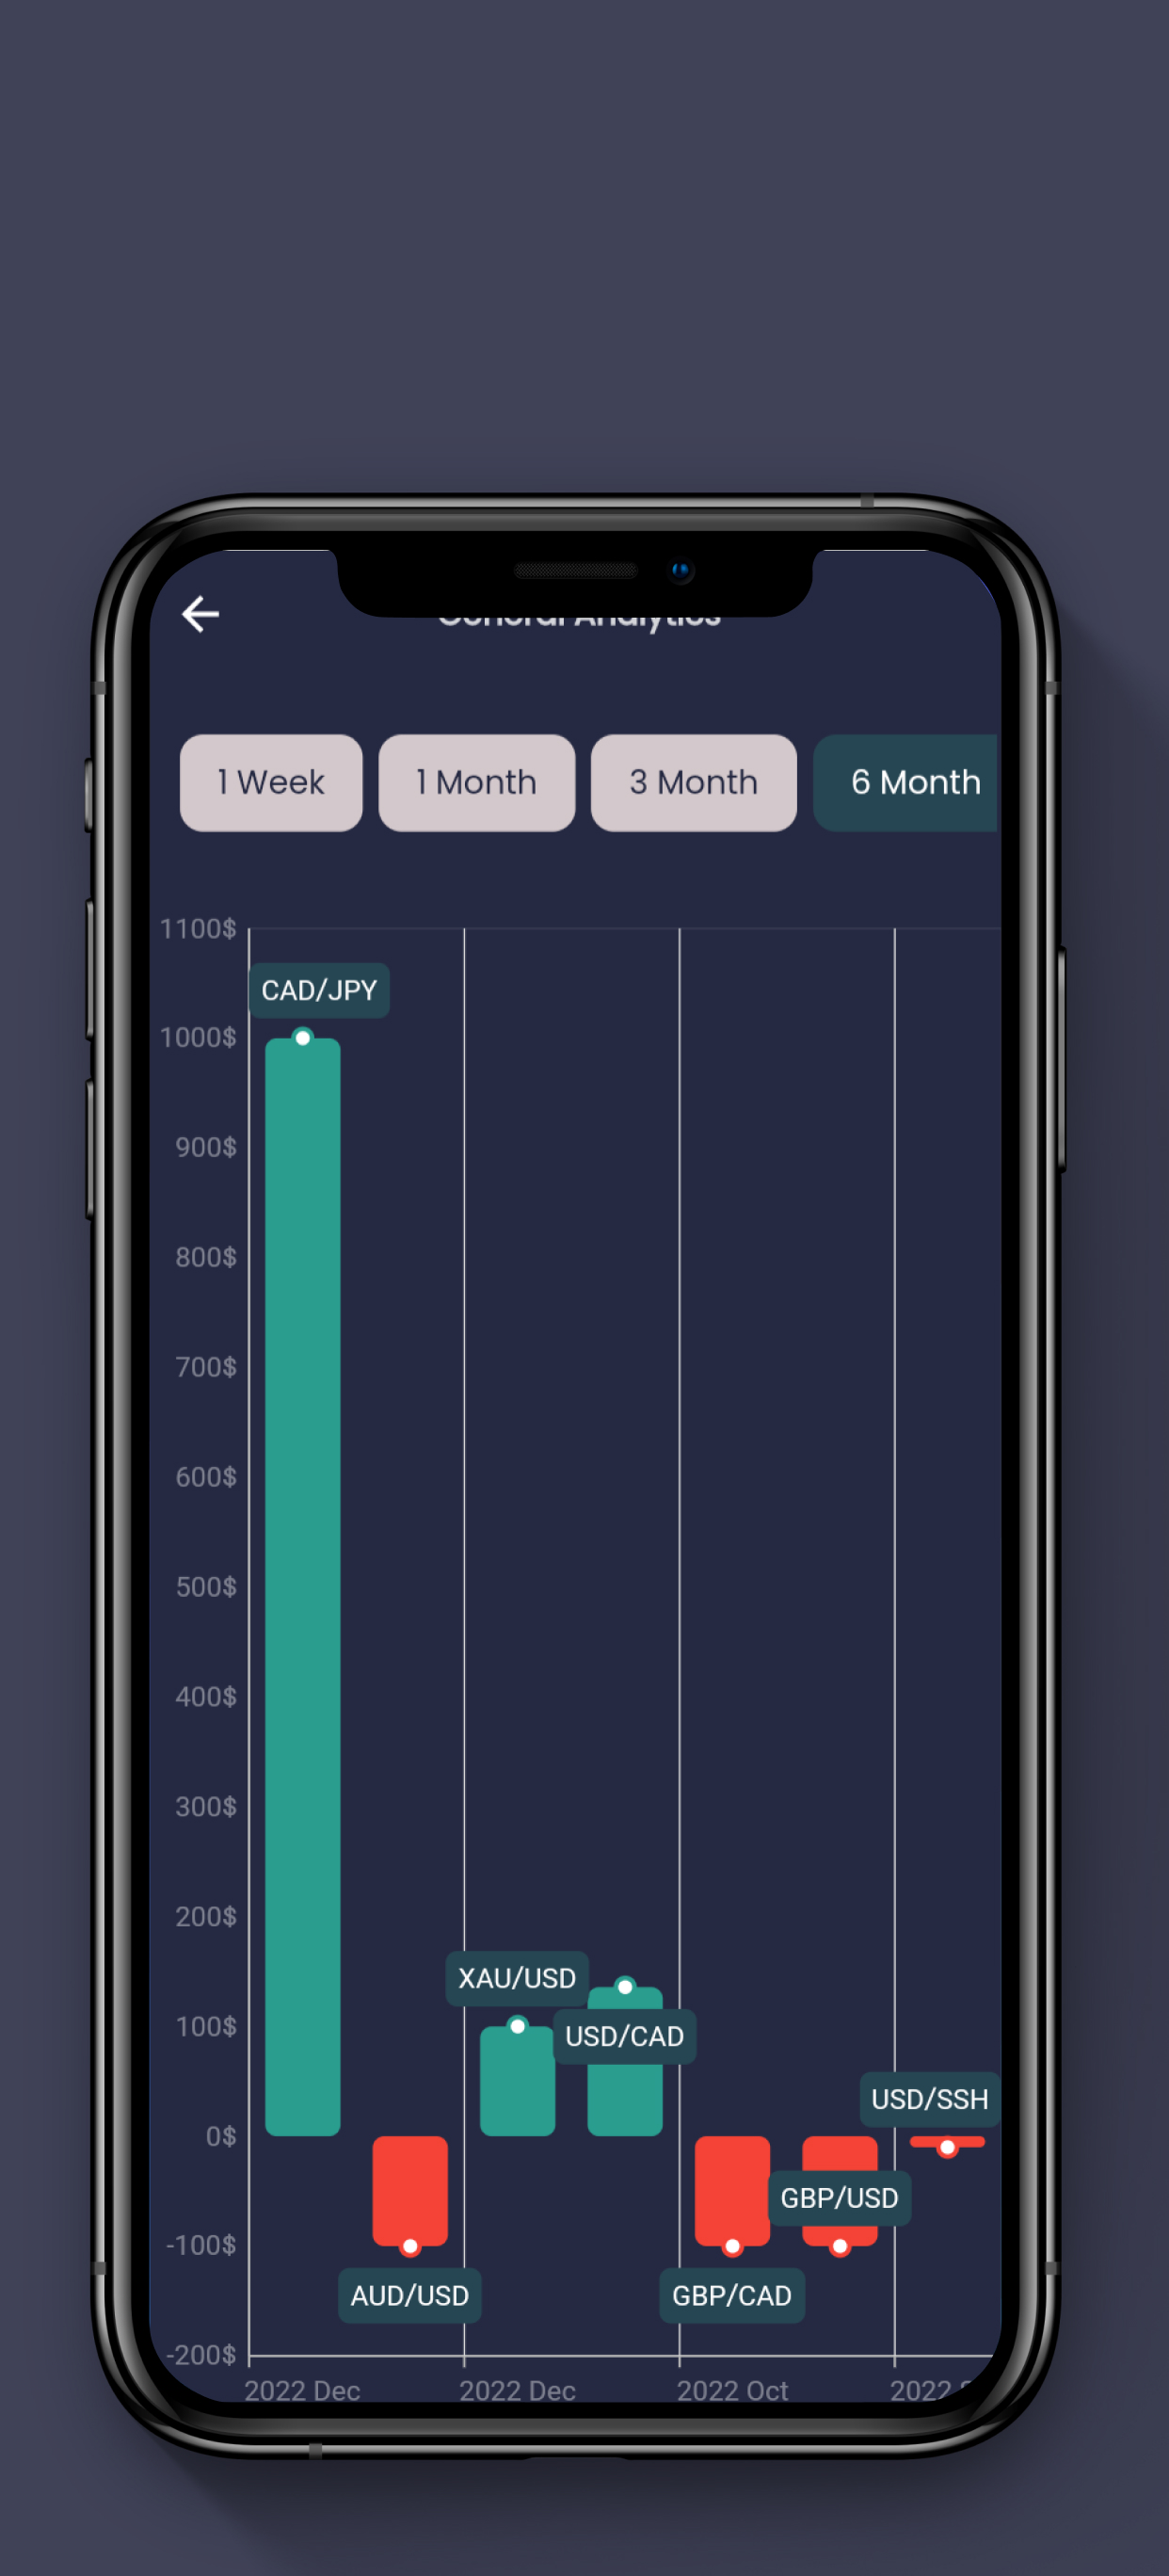 General Analytics
1 Week
1 Month
3 Month
6 Month
1100$
CAD/JPY
1000$
900$
800$
700$
600$
500$
400$
300$
200$
XAU/USD
100$
USD/CAD
USD/SSH
0$
GBP/USD
-100$
AUD/USD
GBP/CAD
-200$
2022 Dec
2022 Dec
2022 Oct
2022